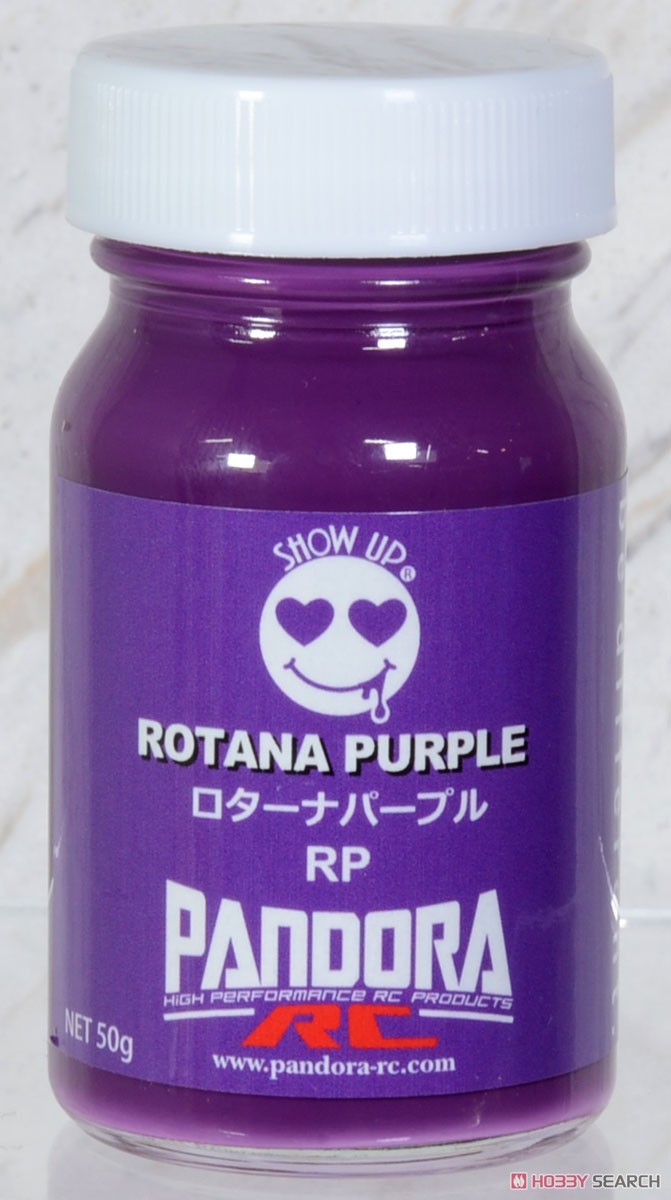 SHOW UP®
ROTANA PURPLE
ロターナパープル
RP
PANDORA
HIGH PERFORMANCE RC PRODUCTS
RC
NET 50g
www.pandora-rc.com
HOBBY SEARCH